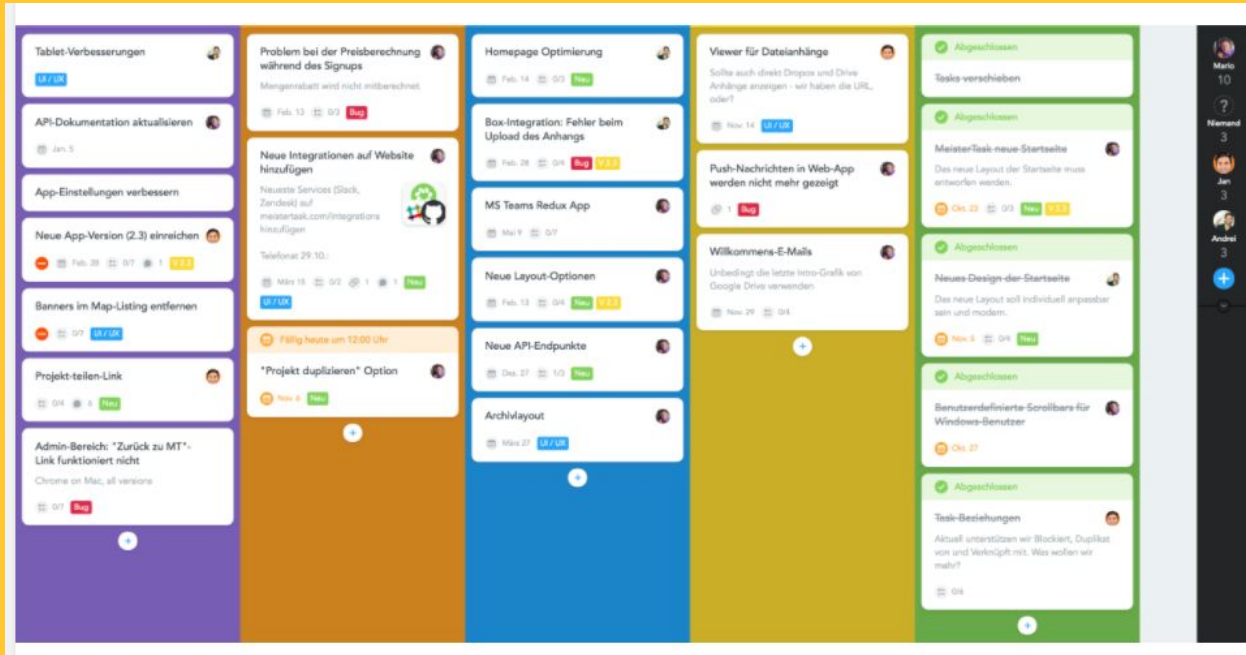 Tablet-Verbesserungen
UI / UX
API-Dokumentation aktualisieren
Jan. 5
App-Einstellungen verbessern
Neue App-Version (2.3) einreichen
Feb. 28 0/7 1 V 2.3
Banners im Map-Listing entfernen
0/7 UI / UX
Projekt-teilen-Link
0/4 6 Neu
Admin-Bereich: "Zurück zu MT"-
Link funktioniert nicht
Chrome on Mac, all versions
0/7 Bug
Problem bei der Preisberechnung
während des Signups
Mengenrabatt wird nicht mitberechnet
Feb. 13 0/3 Bug
Neue Integrationen auf Website
hinzufügen
Neueste Services (Slack,
Zendesk) auf
meistertask.com/integrations
hinzufügen
Telefonat 29.10.:
März 15 0/2 1 1 Neu
UI / UX
Fällig heute um 12:00 Uhr
"Projekt duplizieren" Option
Nov. 6 Neu
Homepage Optimierung
Feb. 14 0/3 Neu
Box-Integration: Fehler beim
Upload des Anhangs
Feb. 28 0/4 Bug V 2.3
MS Teams Redux App
Mai 9 0/7
Neue Layout-Optionen
Feb. 13 0/4 Neu V 2.3
Neue API-Endpunkte
Dez. 27 1/3 Neu
Archivlayout
März 27 UI / UX
Viewer für Dateianhänge
Sollte auch direkt Dropox und Drive
Anhänge anzeigen - wir haben die URL,
oder?
Nov. 14 UI / UX
Push-Nachrichten in Web-App
werden nicht mehr gezeigt
1 Bug
Willkommens-E-Mails
Unbedingt die letzte Intro-Grafik von
Google Drive verwenden
Nov. 29 0/4
Abgeschlossen
Tasks verschieben
Abgeschlossen
MeisterTask neue Startseite
Das neue Layout der Startseite muss
entworfen werden.
Okt. 23 0/3 Neu V 2.3
Abgeschlossen
Neues Design der Startseite
Das neue Layout soll individuell anpassbar
sein und modern.
Nov. 5 0/4 Neu
Abgeschlossen
Benutzerdefinierte Scrollbars für
Windows-Benutzer
Okt. 27
Abgeschlossen
Task-Beziehungen
Aktuell unterstützen wir Blockiert, Duplikat
von und Verknüpft mit. Was wollen wir
mehr?
0/4
Mario
10
?
Niemand
3
Jan
3
Andrei
3